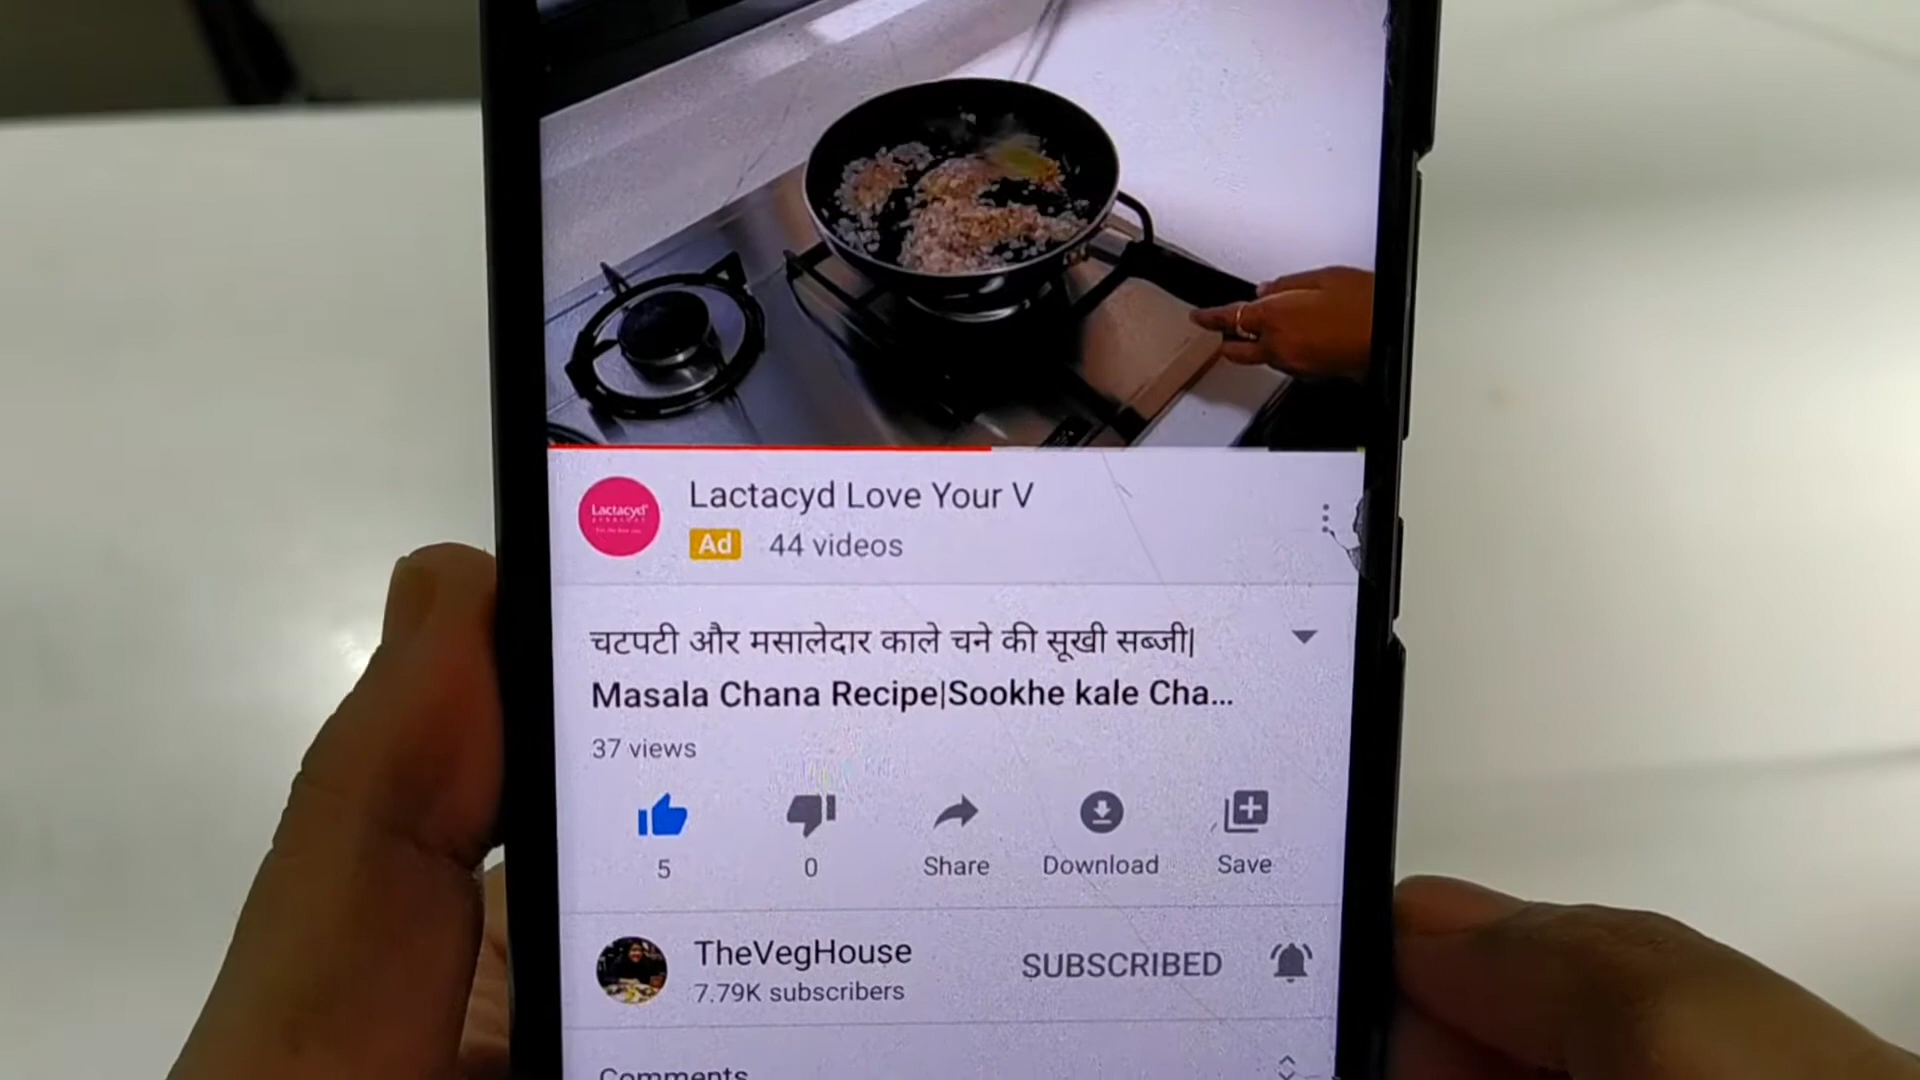 Lactacyd Love Your V
Lactacyd
Ad 44 videos
चटपटी और मसालेदार काले चने की सूखी सब्जी|
Masala Chana Recipe|Sookhe kale Cha...
37 views
5 0 Share Download Save
TheVegHouse
SUBSCRIBED
7.79K subscribers
Comments